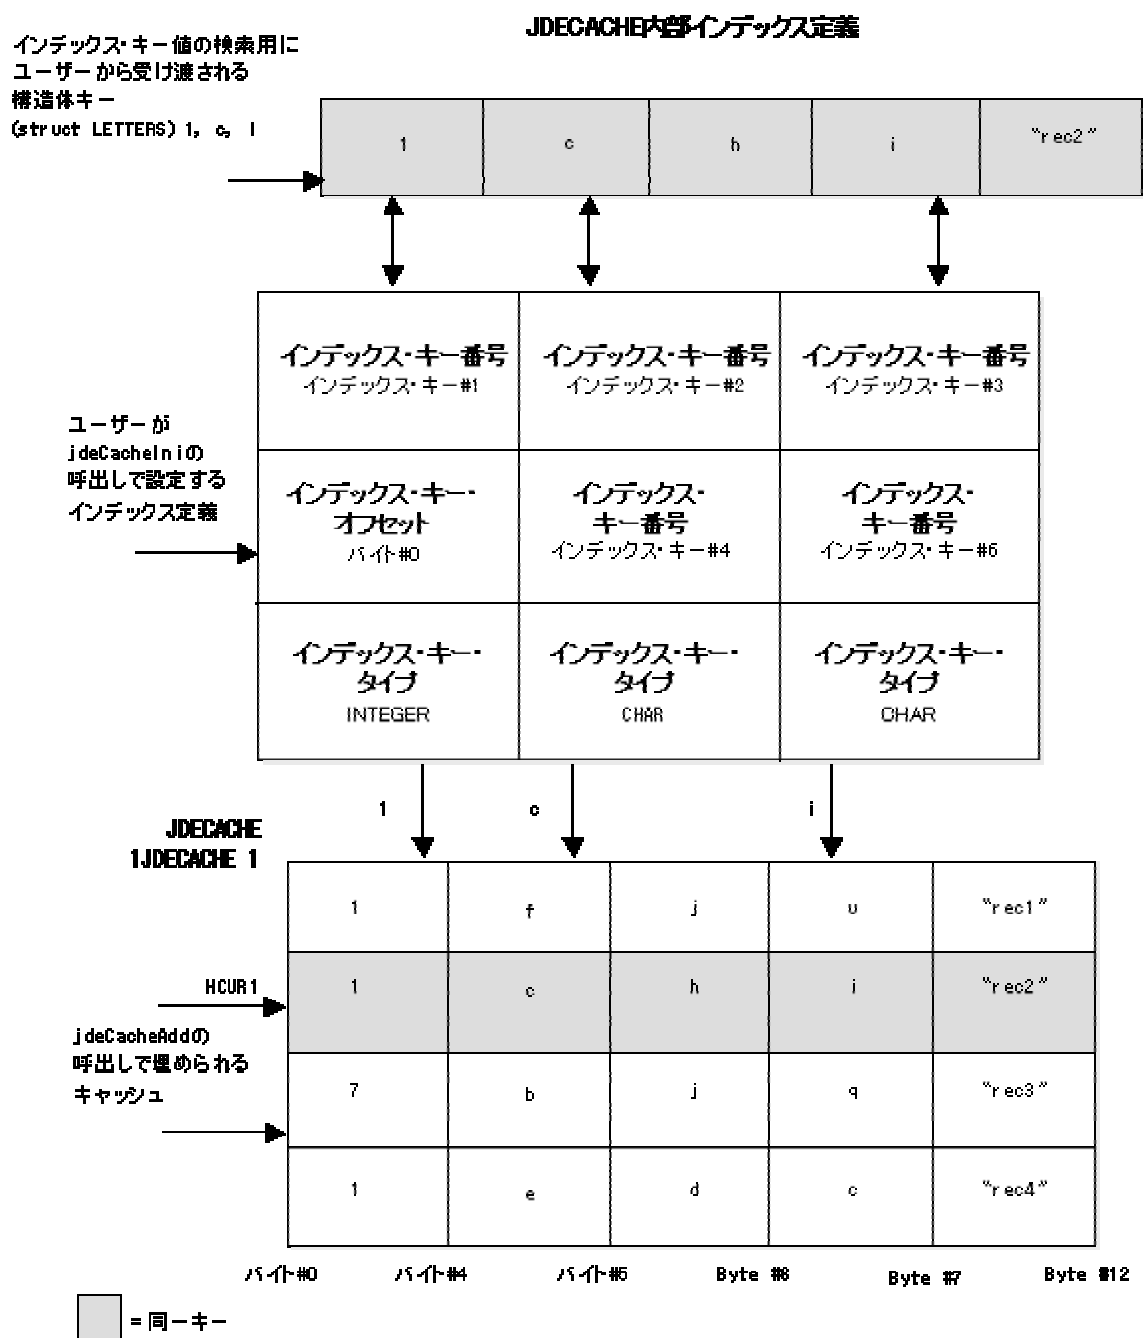 JDECACHE内部インデックス定義
インデックス・キー値の検索用に
ユーザーから受け渡される
構造体キー
(struct LETTERS) 1, c, i
1
c
h
i
"rec2"
インデックス・キー番号
インデックス・キー#1
インデックス・キー番号
インデックス・キー#2
インデックス・キー番号
インデックス・キー#3
ユーザーが
jdeCacheIniの
呼出しで設定する
インデックス定義
インデックス・キー・
オフセット
バイト#0
インデックス・
キー番号
インデックス・キー#4
インデックス・
キー番号
インデックス・キー#6
インデックス・キー・
タイプ
INTEGER
インデックス・キー・
タイプ
CHAR
インデックス・キー・
タイプ
CHAR
1
c
i
JDECACHE
1JDECACHE 1
1
f
j
u
"rec1"
HCUR1
1
c
h
i
"rec2"
jdeCacheAddの
呼出しで埋められる
キャッシュ
7
b
j
q
"rec3"
1
e
d
c
"rec4"
バイト#0
バイト#4
バイト#5
Byte #6
Byte #7
Byte #12
=同一キー